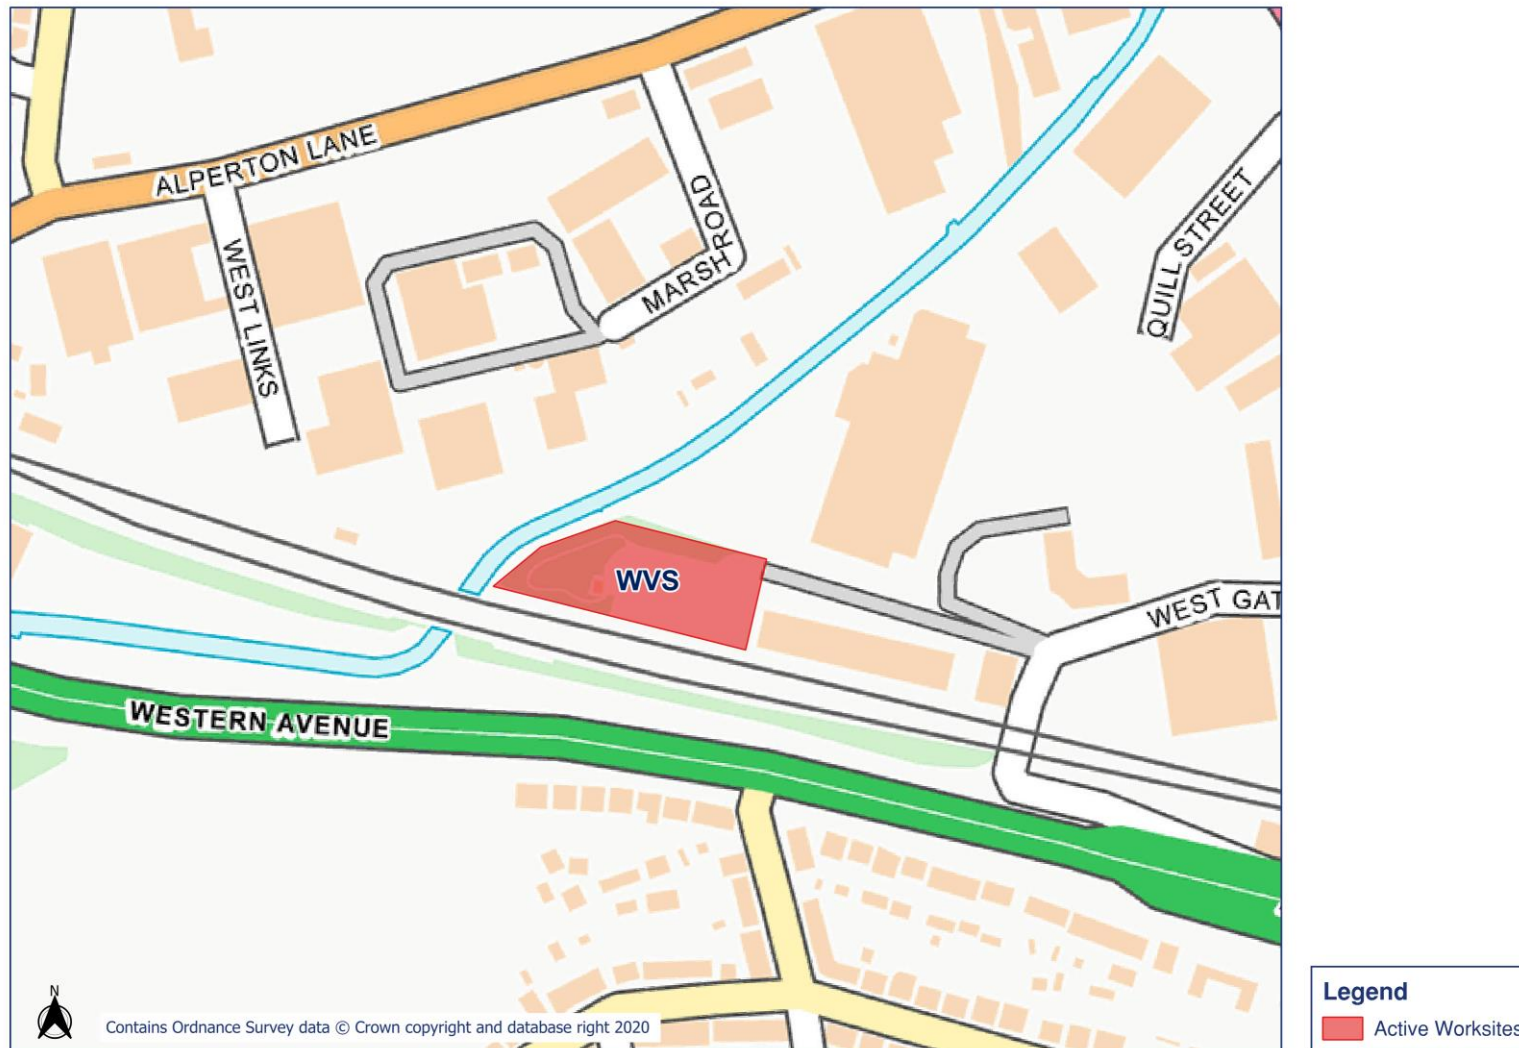 ALPERTON LANE
WEST LINKS
MARSH ROAD
QUILL STREET
WVS
WEST GAT
WESTERN AVENUE
N
Contains Ordnance Survey data © Crown copyright and database right 2020
Legend
Active Worksites